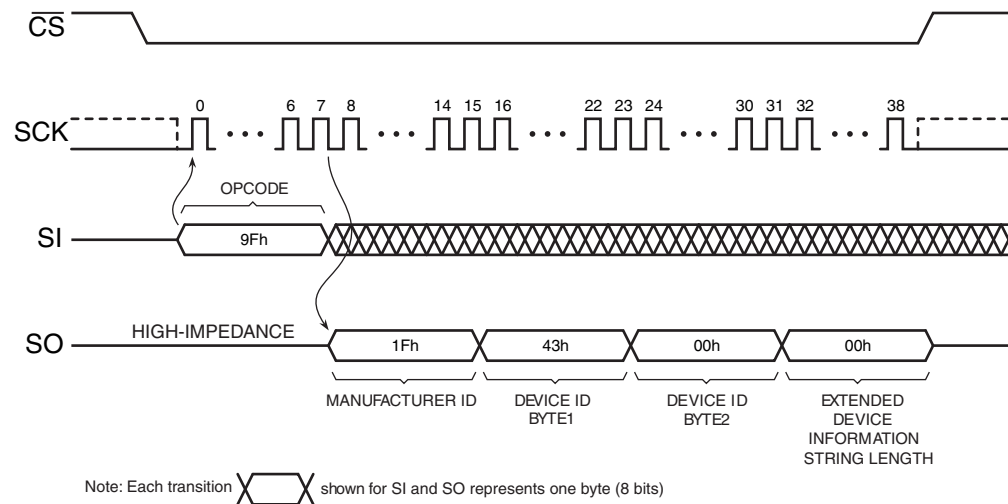 CS
0 6 7 8 14 15 16 22 23 24 30 31 32 38
SCK
OPCODE
SI
9Fh
HIGH-IMPEDANCE
SO
1Fh 43h 00h 00h
MANUFACTURER ID
DEVICE ID
BYTE1
DEVICE ID
BYTE2
EXTENDED
DEVICE
INFORMATION
STRING LENGTH
Note: Each transition shown for SI and SO represents one byte (8 bits)